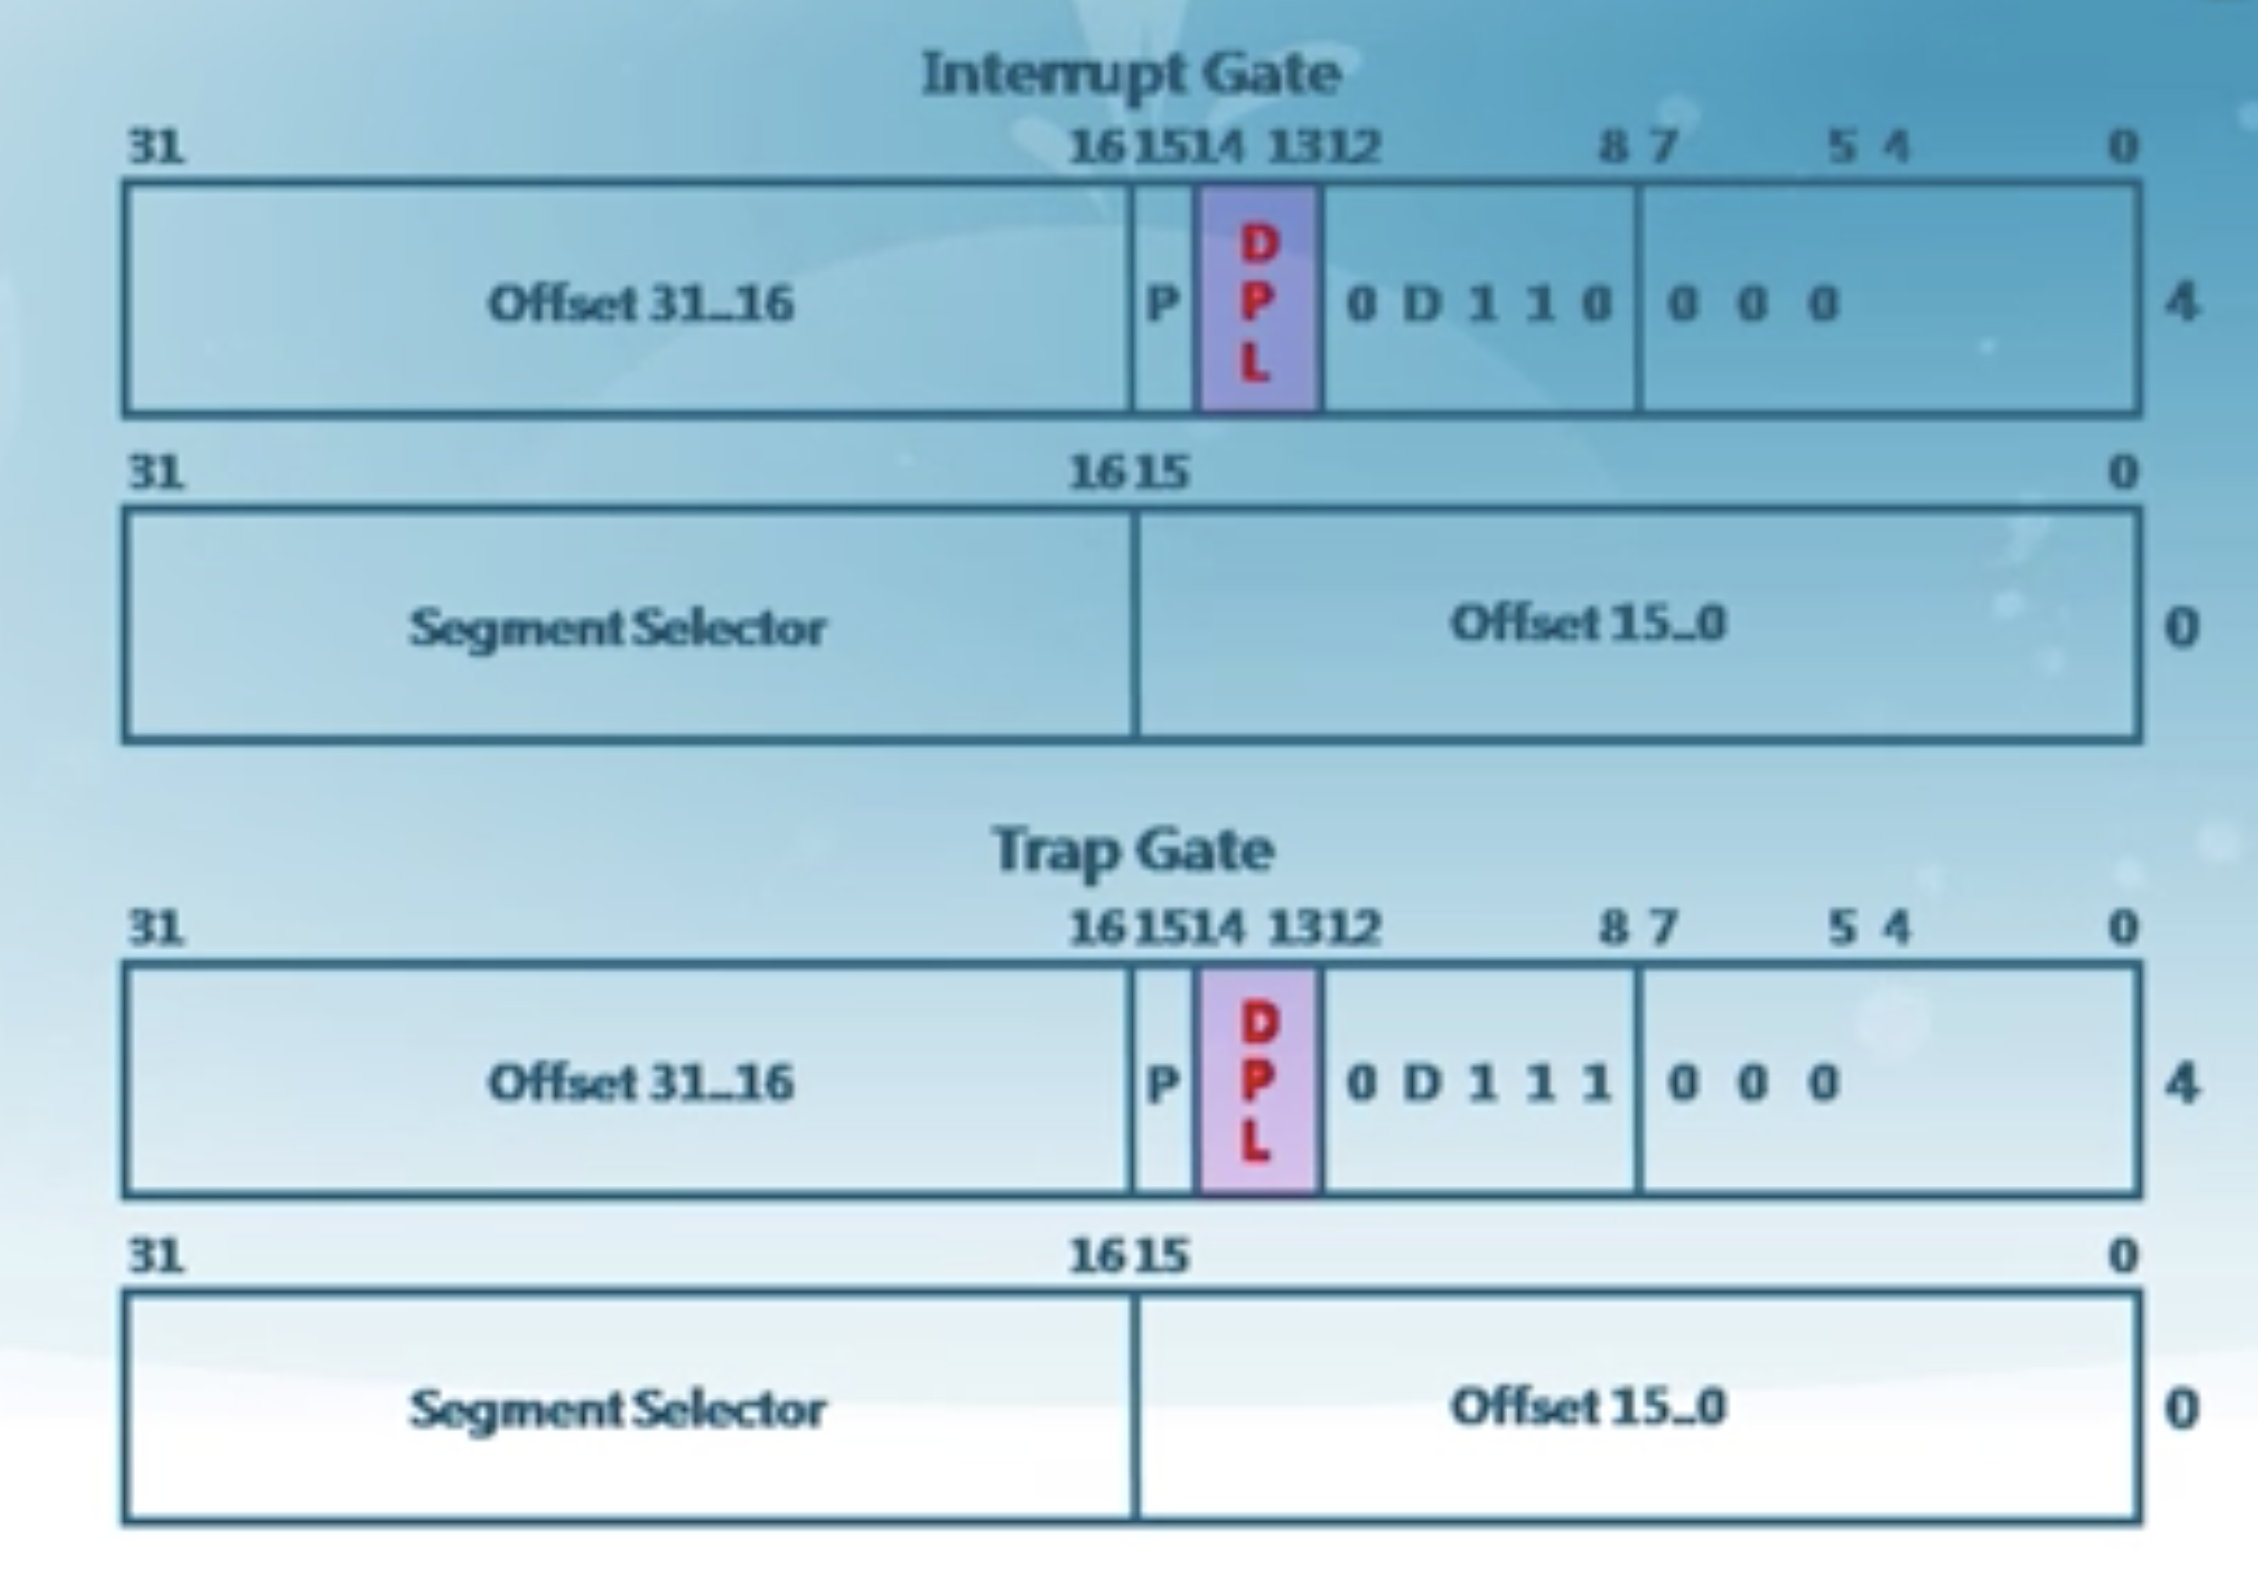 Interrupt Gate
31 16 15 14 13 12 8 7 5 4 0
Offset 31..16 P DPL 0 D 1 1 0 0 0 0 4
31 16 15 0
Segment Selector Offset 15..0 0
Trap Gate
31 16 15 14 13 12 8 7 5 4 0
Offset 31..16 P DPL 0 D 1 1 1 0 0 0 4
31 16 15 0
Segment Selector Offset 15..0 0